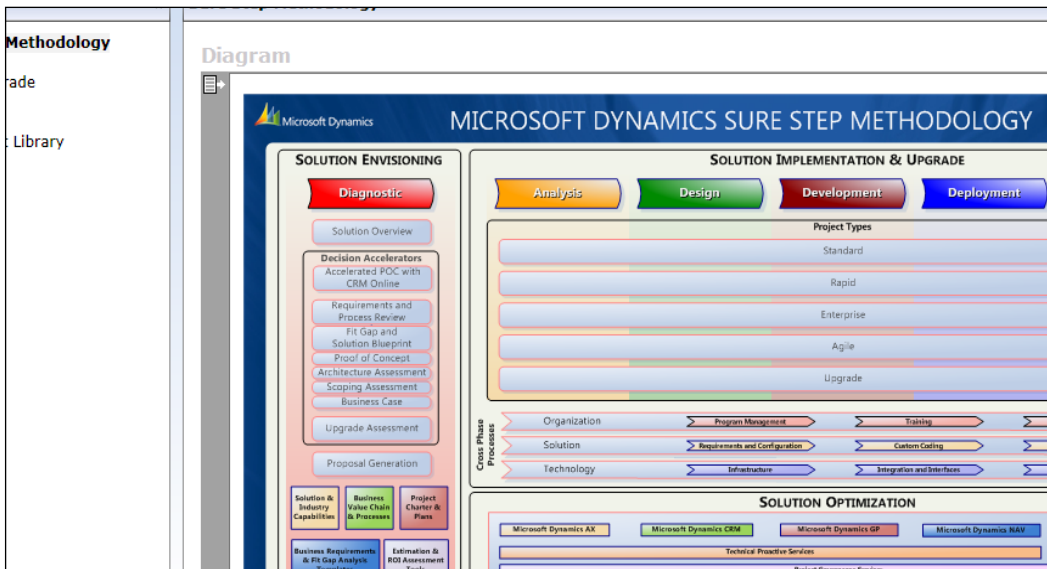 Methodology
rade
t Library
Diagram
Microsoft Dynamics
MICROSOFT DYNAMICS SURE STEP METHODOLOGY
SOLUTION ENVISIONING
Diagnostic
Solution Overview
Decision Accelerators
Accelerated POC with
CRM Online
Requirements and
Process Review
Fit Gap and
Solution Blueprint
Proof of Concept
Architecture Assessment
Scoping Assessment
Business Case
Upgrade Assessment
Proposal Generation
Solution &
Industry
Capabilities
Business
Value Chain
& Processes
Project
Charter &
Plans
Business Requirements
& Fit Gap Analysis
Estimation &
ROI Assessment
SOLUTION IMPLEMENTATION & UPGRADE
Analysis
Design
Development
Deployment
Project Types
Standard
Rapid
Enterprise
Agile
Upgrade
Cross Phase
Processes
Organization
Program Management
Training
Solution
Requirements and Configuration
Custom Coding
Technology
Infrastructure
Integration and Interfaces
SOLUTION OPTIMIZATION
Microsoft Dynamics AX
Microsoft Dynamics CRM
Microsoft Dynamics GP
Microsoft Dynamics NAV
Technical Proactive Services